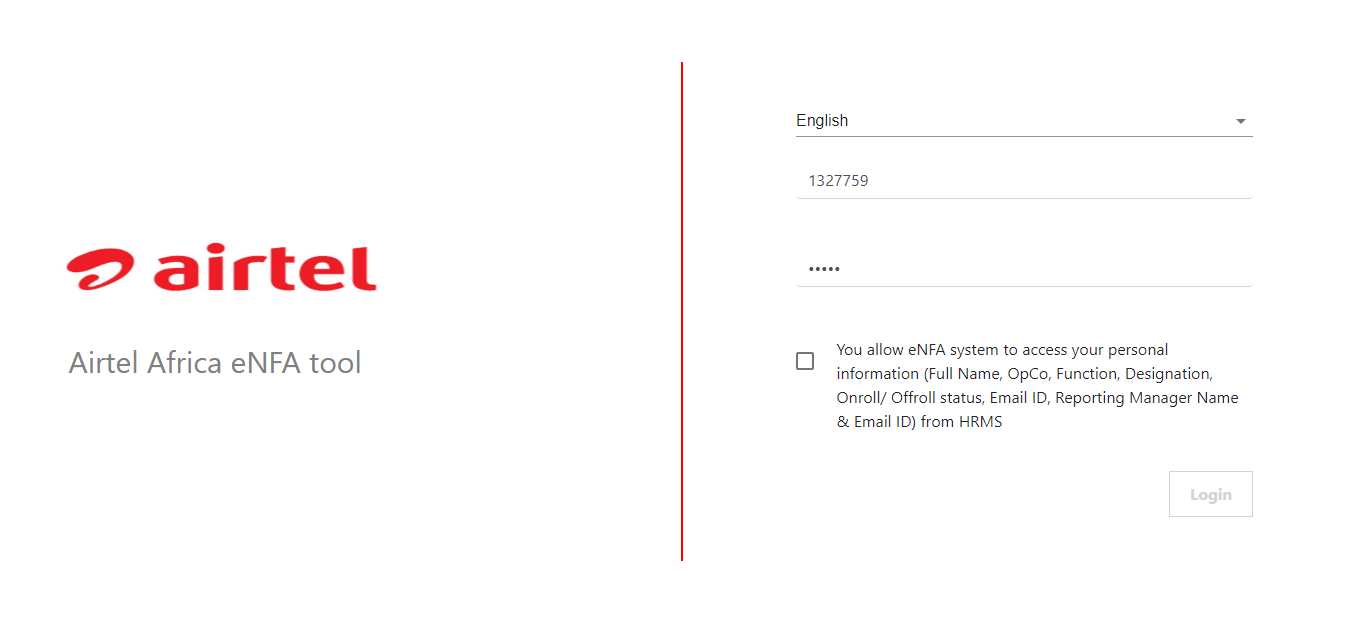 airtel
Airtel Africa eNFA tool
English
1327759
•••••
You allow eNFA system to access your personal
information (Full Name, OpCo, Function, Designation,
Onroll/ Offroll status, Email ID, Reporting Manager Name
& Email ID) from HRMS
Login